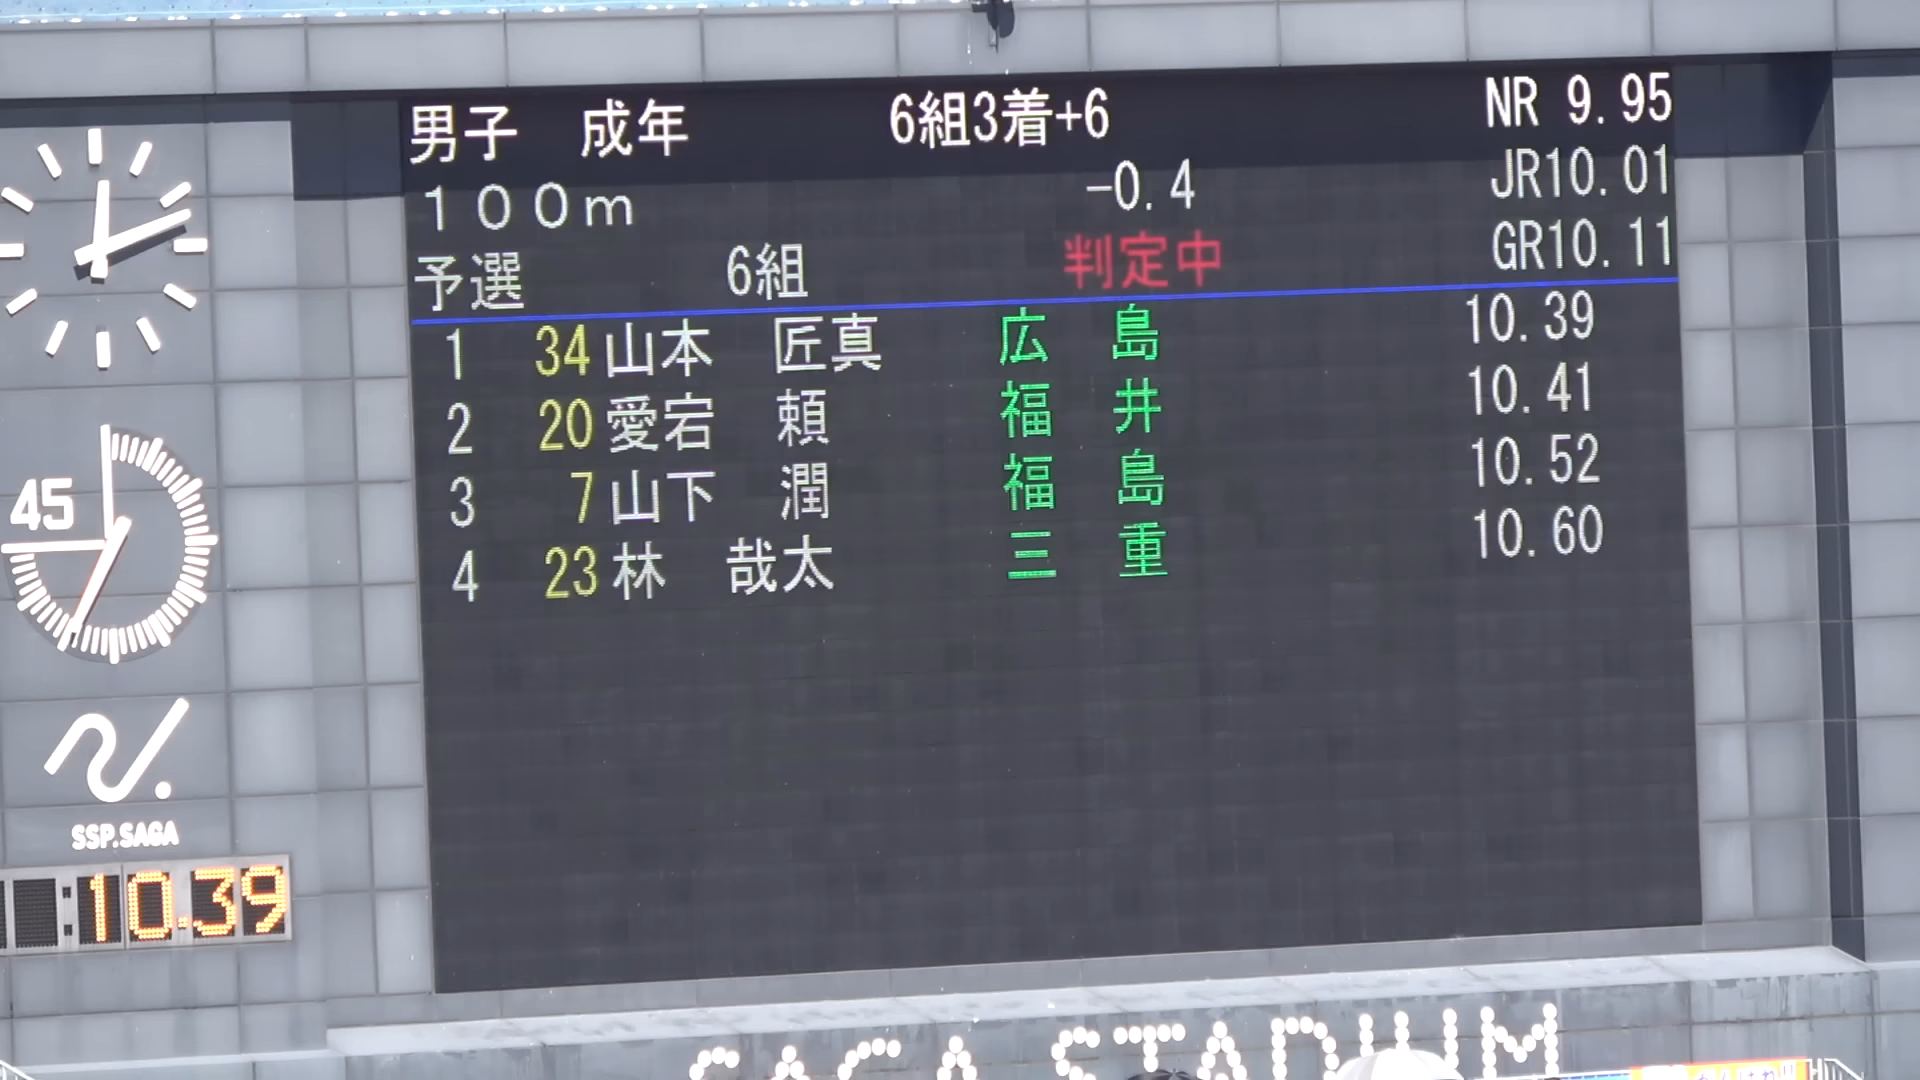 男子 成年 6組3着+6 NR 9.95
100m -0.4 JR10.01
予選 6組 判定中 GR10.11
1 34 山本 匠真 広島 10.39
2 20 愛宕 頼 福井 10.41
3 7 山下 潤 福島 10.52
4 23 林 哉太 三重 10.60
45
SSP.SAGA
:10.39
SAGA STADIUM